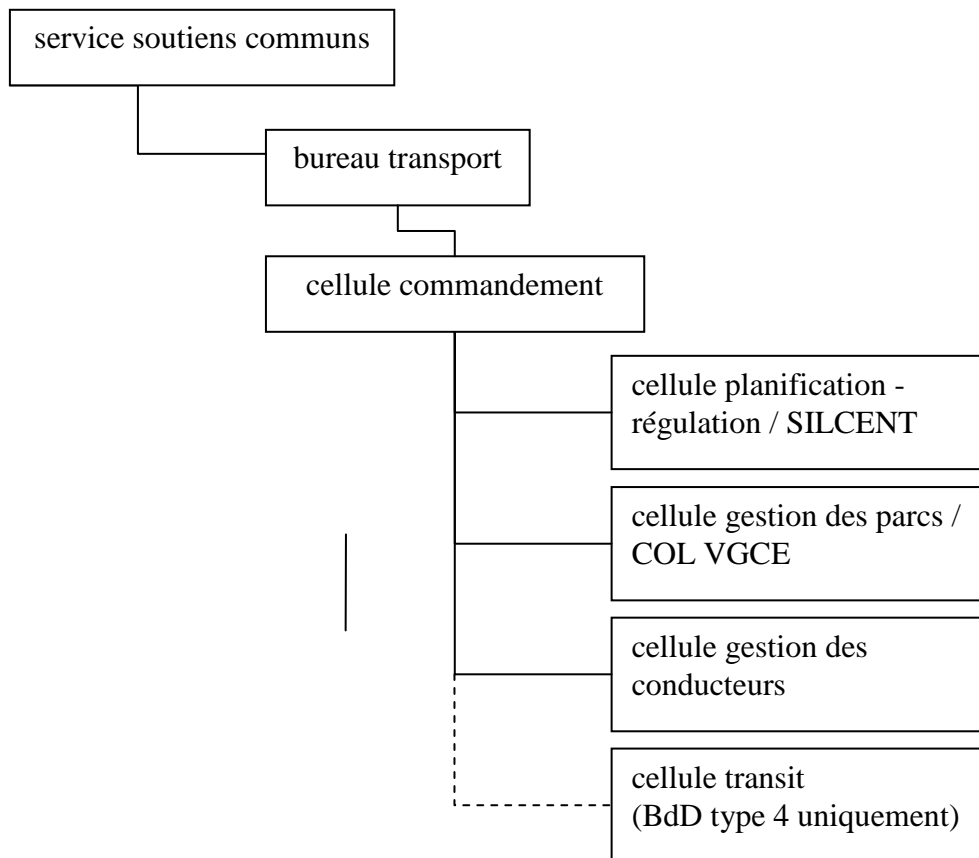 service soutiens communs
bureau transport
cellule commandement
cellule planification -
régulation / SILCENT
cellule gestion des parcs /
COL VGCE
cellule gestion des
conducteurs
cellule transit
(BdD type 4 uniquement)